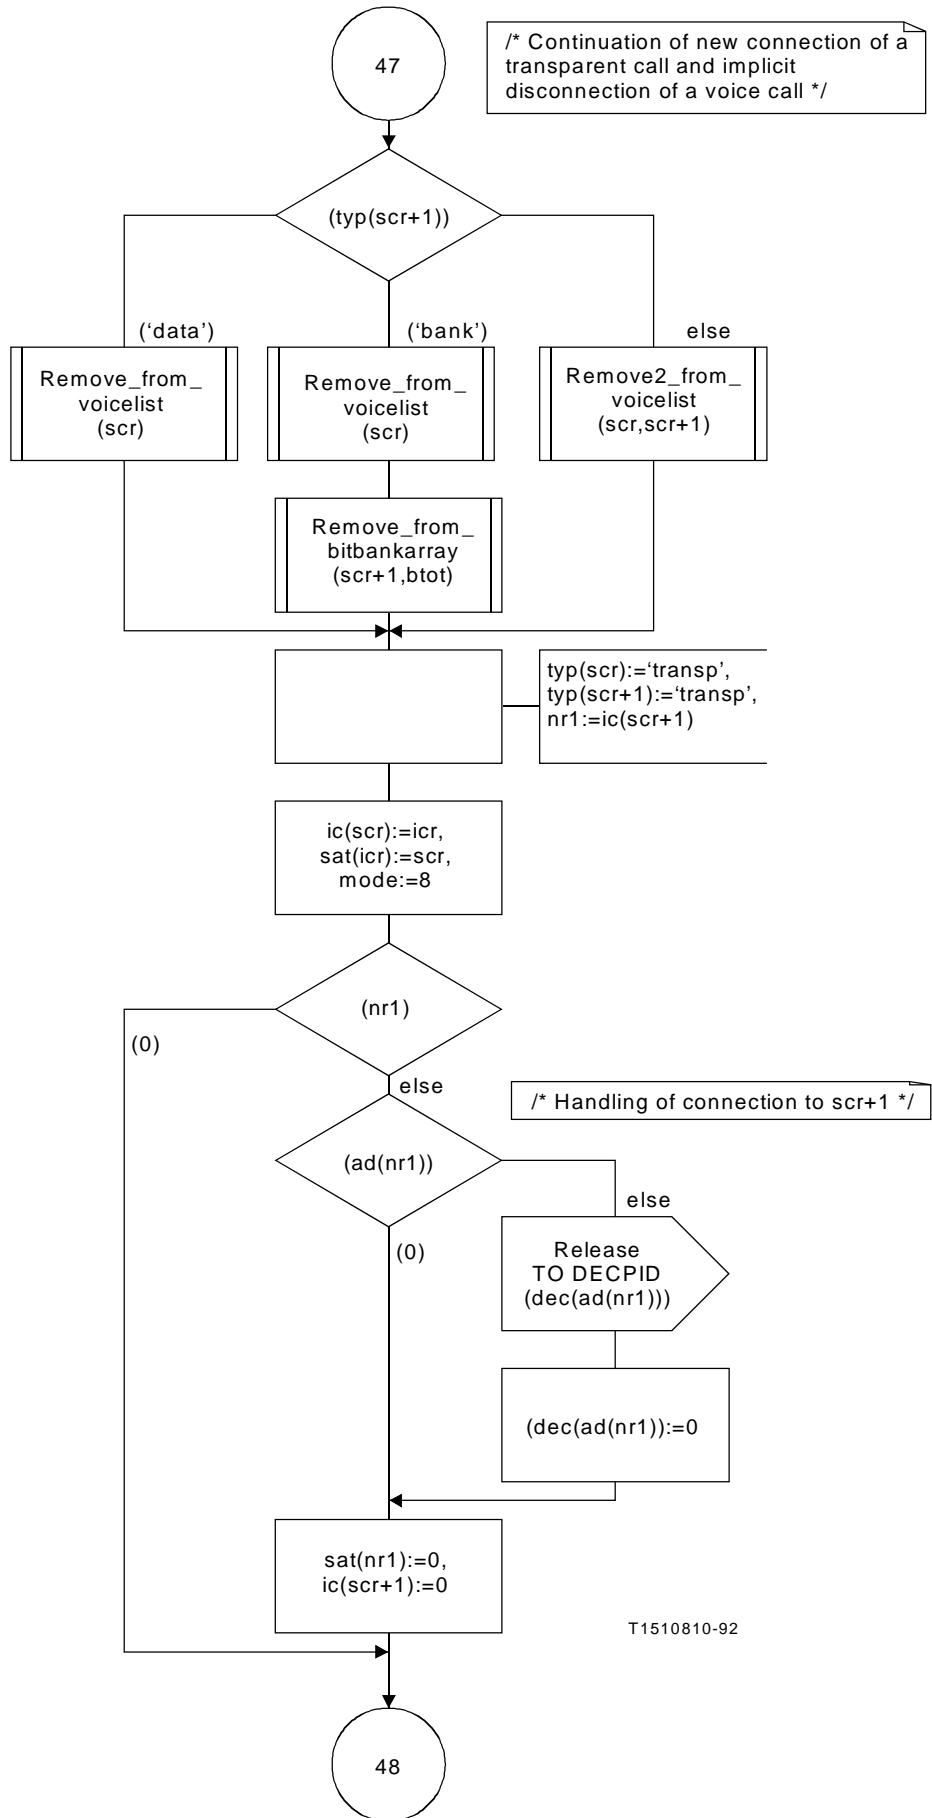 47
/* Continuation of new connection of a
transparent call and implicit
disconnection of a voice call */
(typ(scr+1))
(‘data’)
(‘bank’)
else
Remove_from_
voicelist
(scr)
Remove_from_
voicelist
(scr)
Remove2_from_
voicelist
(scr,scr+1)
Remove_from_
bitbankarray
(scr+1,btot)
typ(scr):=‘transp’,
typ(scr+1):=‘transp’,
nr1:=ic(scr+1)
ic(scr):=icr,
sat(icr):=scr,
mode:=8
(nr1)
(0)
else
/* Handling of connection to scr+1 */
(ad(nr1))
else
(0)
Release
TO DECPID
(dec(ad(nr1)))
(dec(ad(nr1)):=0
sat(nr1):=0,
ic(scr+1):=0
T1510810-92
48